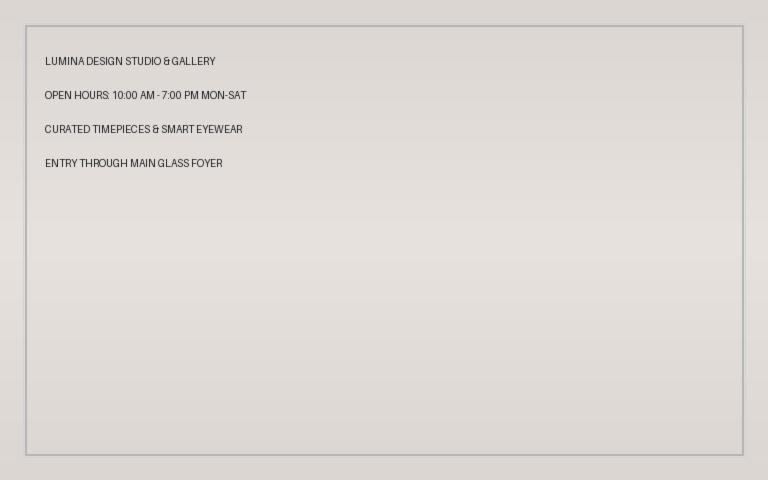 LUMINA DESIGN STUDIO & GALLERY
OPEN HOURS: 10:00 AM - 7:00 PM MON-SAT
CURATED TIMEPIECES & SMART EYEWEAR
ENTRY THROUGH MAIN GLASS FOYER